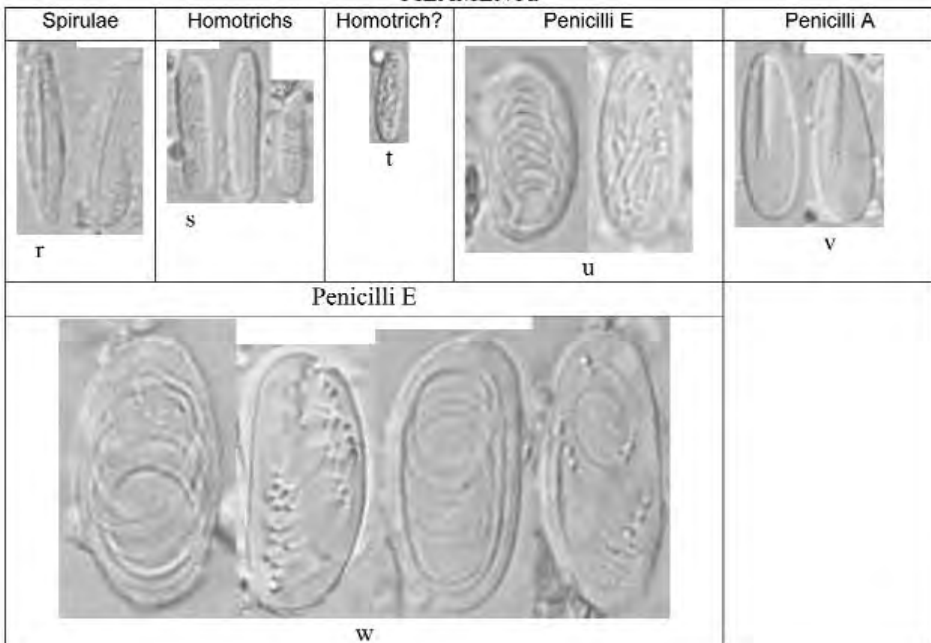 Spirulae Homotrichs Homotrich? Penicilli E Penicilli A
r s t u v
Penicilli E
w